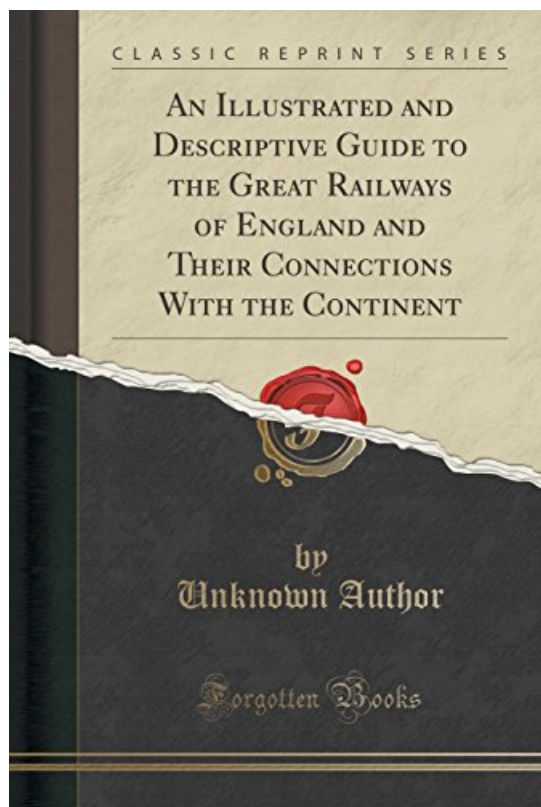 CLASSIC REPRINT SERIES
AN ILLUSTRATED AND
DESCRIPTIVE GUIDE TO
THE GREAT RAILWAYS
OF ENGLAND AND
THEIR CONNECTIONS
WITH THE CONTINENT
by
Unknown Author
Forgotten Books